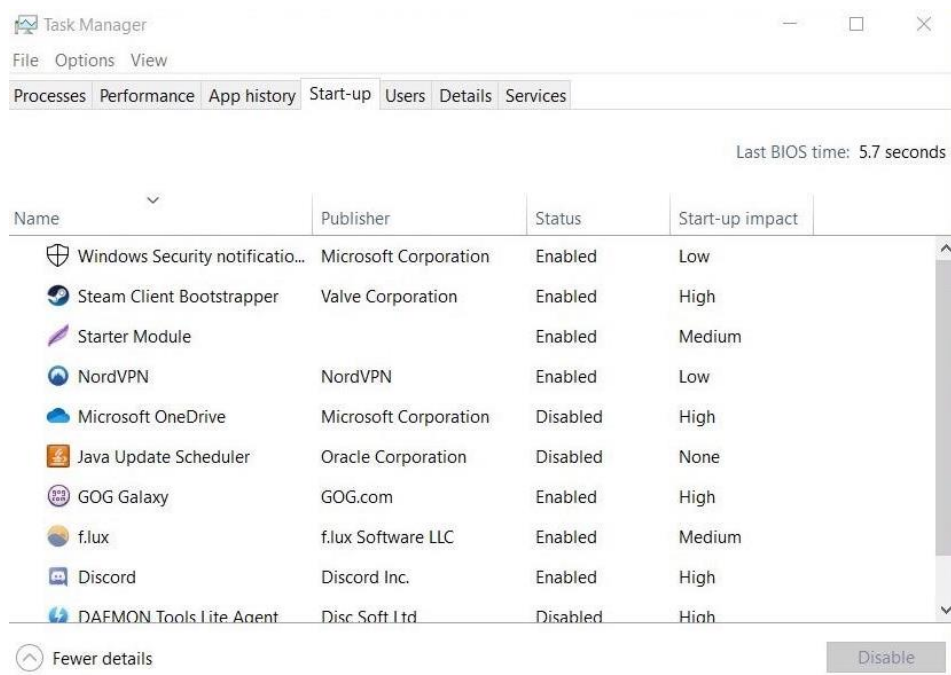 Task Manager
File Options View
Processes Performance App history Start-up Users Details Services
Last BIOS time: 5.7 seconds
Name Publisher Status Start-up impact
Windows Security notificatio... Microsoft Corporation Enabled Low
Steam Client Bootstrapper Valve Corporation Enabled High
Starter Module Enabled Medium
NordVPN NordVPN Enabled Low
Microsoft OneDrive Microsoft Corporation Disabled High
Java Update Scheduler Oracle Corporation Disabled None
GOG Galaxy GOG.com Enabled High
f.lux f.lux Software LLC Enabled Medium
Discord Discord Inc. Enabled High
DAEMON Tools Lite Agent Disc Soft Ltd Disabled High
Fewer details Disable